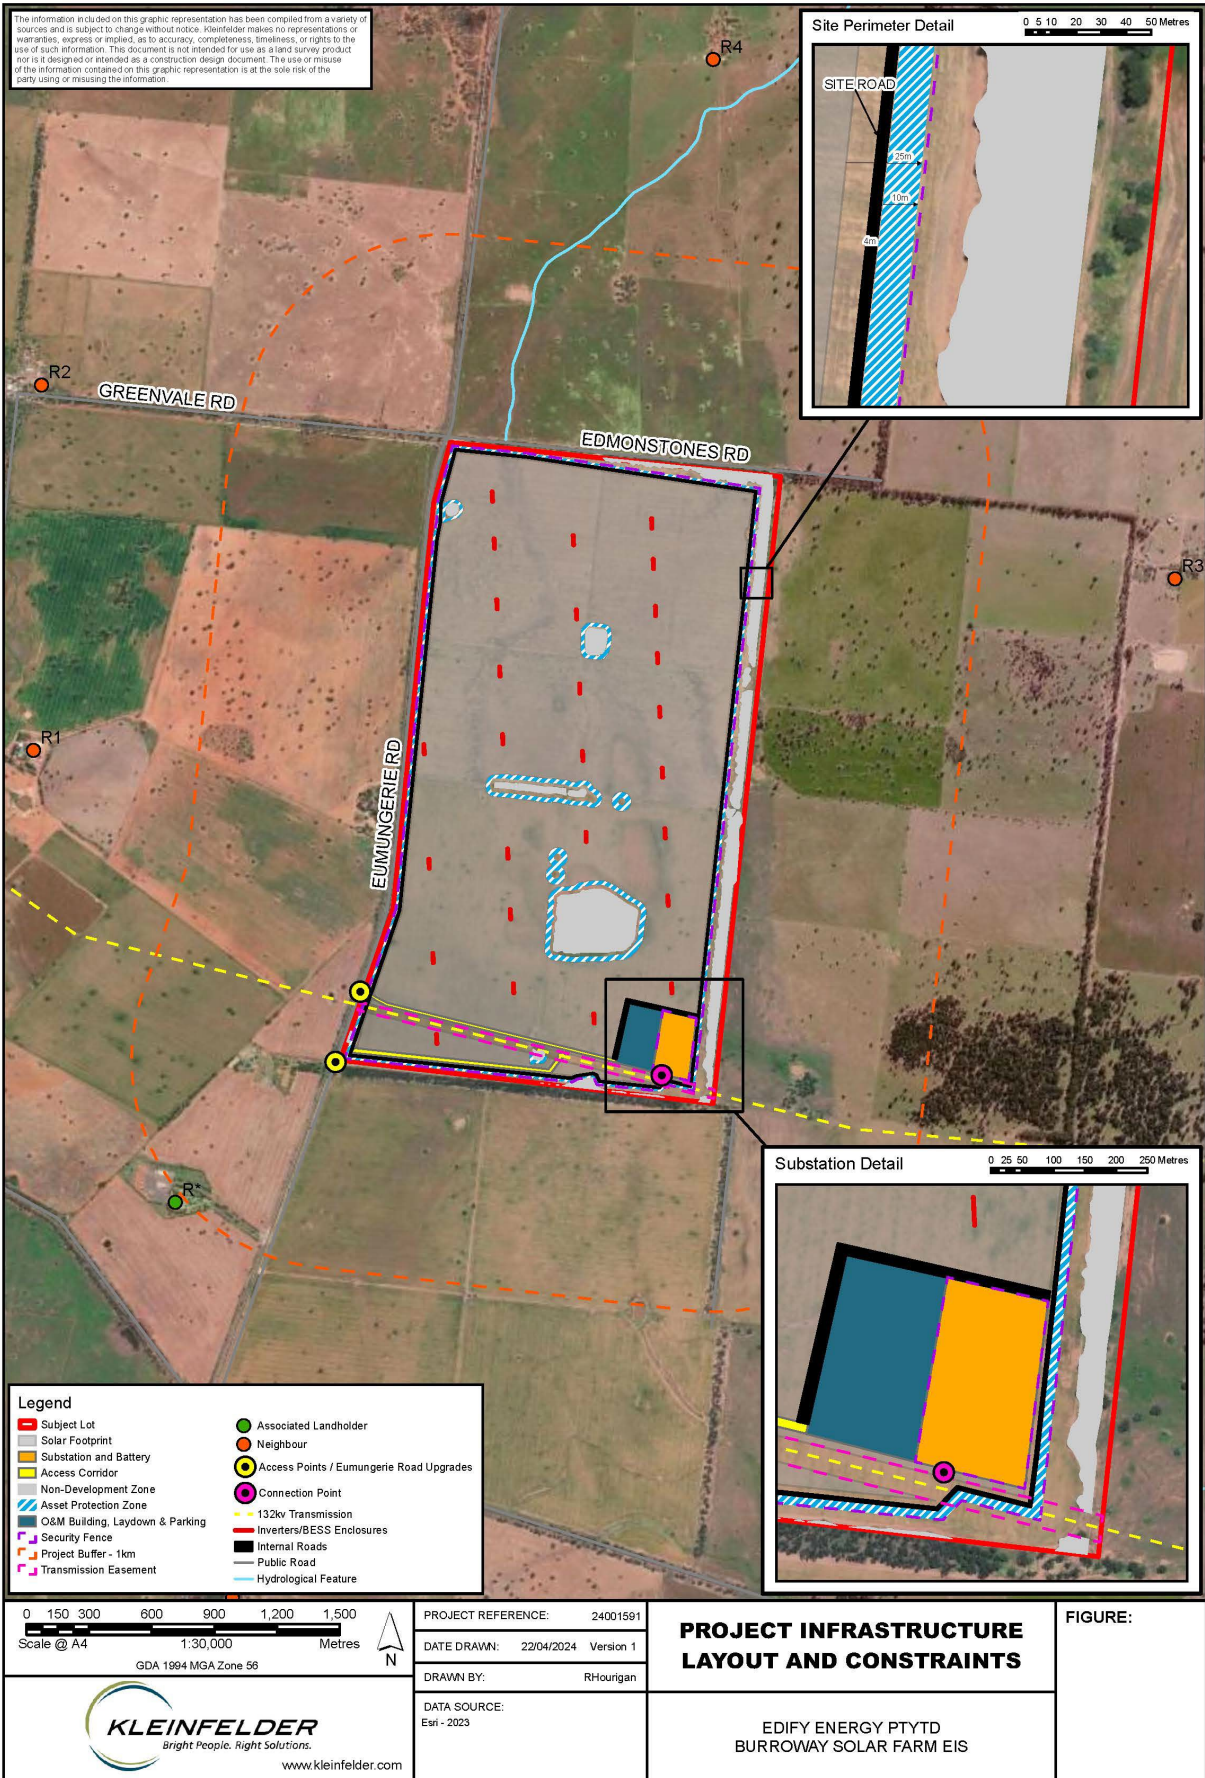 The information included on this graphic representation has been compiled from a variety of
sources and is subject to change without notice. Kleinfelder makes no representations or
warranties, express or implied, as to accuracy, completeness, timeliness, or rights to the
use of such information. This document is not intended for use as a land survey product
nor is it designed or intended as a construction design document. The use or misuse
of the information contained on this graphic representation is at the sole risk of the
party using or misusing the information.
Site Perimeter Detail
0 5 10 20 30 40 50 Metres
SITE ROAD
25m
10m
4m
R4
R2
GREENVALE RD
EDMONSTONES RD
R3
R1
EUMUNGERIE RD
R*
Substation Detail
0 25 50 100 150 200 250 Metres
Legend
Subject Lot
Solar Footprint
Substation and Battery
Access Corridor
Non-Development Zone
Asset Protection Zone
O&M Building, Laydown & Parking
Security Fence
Project Buffer - 1km
Transmission Easement
Associated Landholder
Neighbour
Access Points / Eumungerie Road Upgrades
Connection Point
132kv Transmission
Inverters/BESS Enclosures
Internal Roads
Public Road
Hydrological Feature
0 150 300 600 900 1,200 1,500
Scale @ A4 1:30,000 Metres
GDA 1994 MGA Zone 56
N
KLEINFELDER
Bright People. Right Solutions.
www.kleinfelder.com
PROJECT REFERENCE: 24001591
DATE DRAWN: 22/04/2024 Version 1
DRAWN BY: RHourigan
DATA SOURCE:
Esri - 2023
PROJECT INFRASTRUCTURE
LAYOUT AND CONSTRAINTS
EDIFY ENERGY PTYTD
BURROWAY SOLAR FARM EIS
FIGURE: